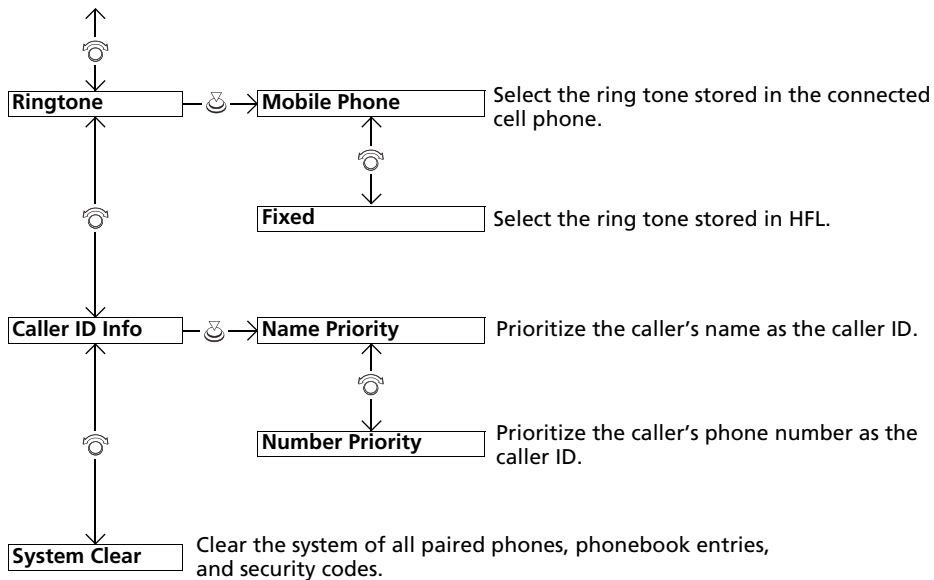 Ringtone
Mobile Phone
Select the ring tone stored in the connected
cell phone.
Fixed
Select the ring tone stored in HFL.
Caller ID Info
Name Priority
Prioritize the caller's name as the caller ID.
Number Priority
Prioritize the caller's phone number as the
caller ID.
System Clear
Clear the system of all paired phones, phonebook entries,
and security codes.